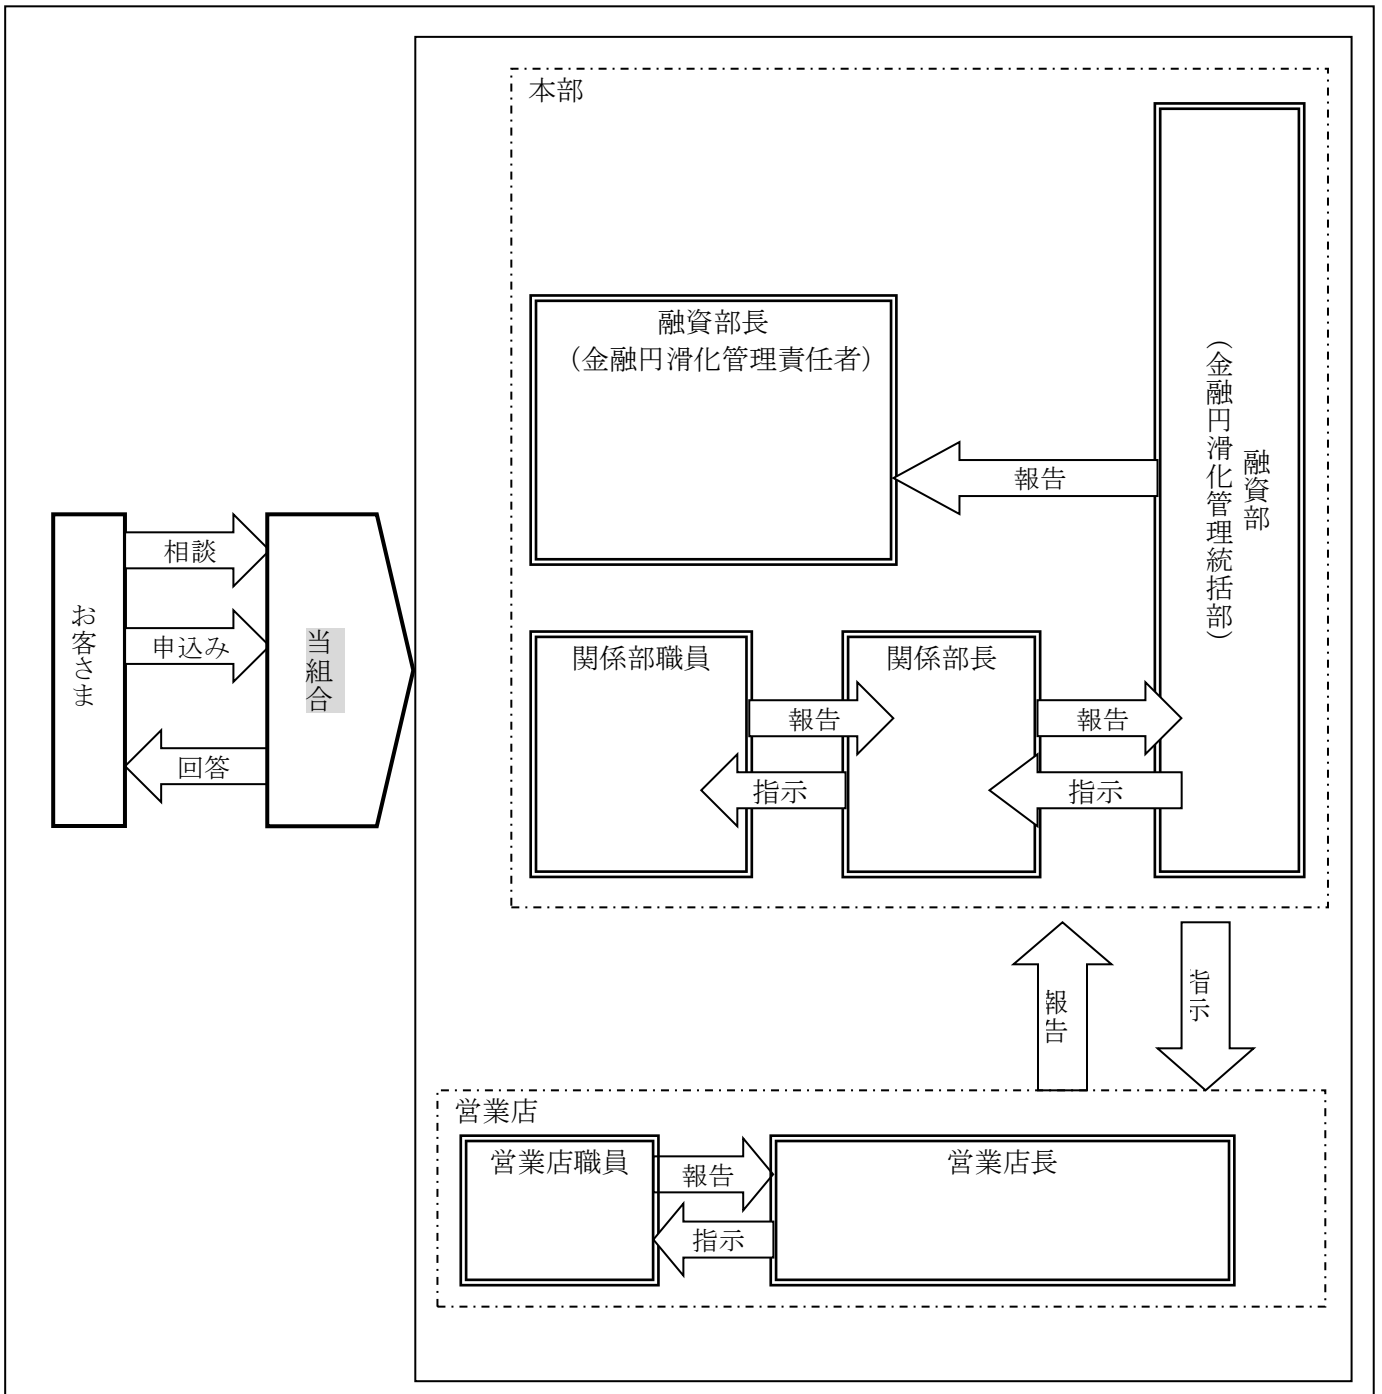 本部
融資部長
（金融円滑化管理責任者）
融資部
（金融円滑化管理統括部）
報告
お客さま
相談
申込み
回答
当組合
関係部職員
関係部長
報告
報告
指示
指示
報告
指示
営業店
営業店職員
営業店長
報告
指示